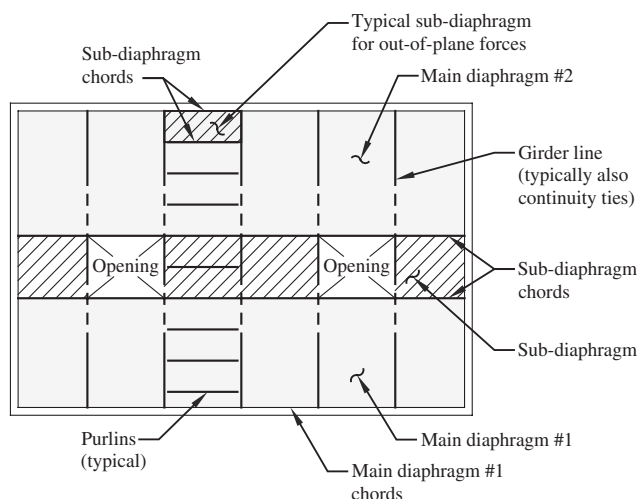 Typical sub-diaphragm
for out-of-plane forces
Sub-diaphragm
chords
Main diaphragm #2
Girder line
(typically also
continuity ties)
Opening
Opening
Sub-diaphragm
chords
Sub-diaphragm
Purlins
(typical)
Main diaphragm #1
Main diaphragm #1
chords